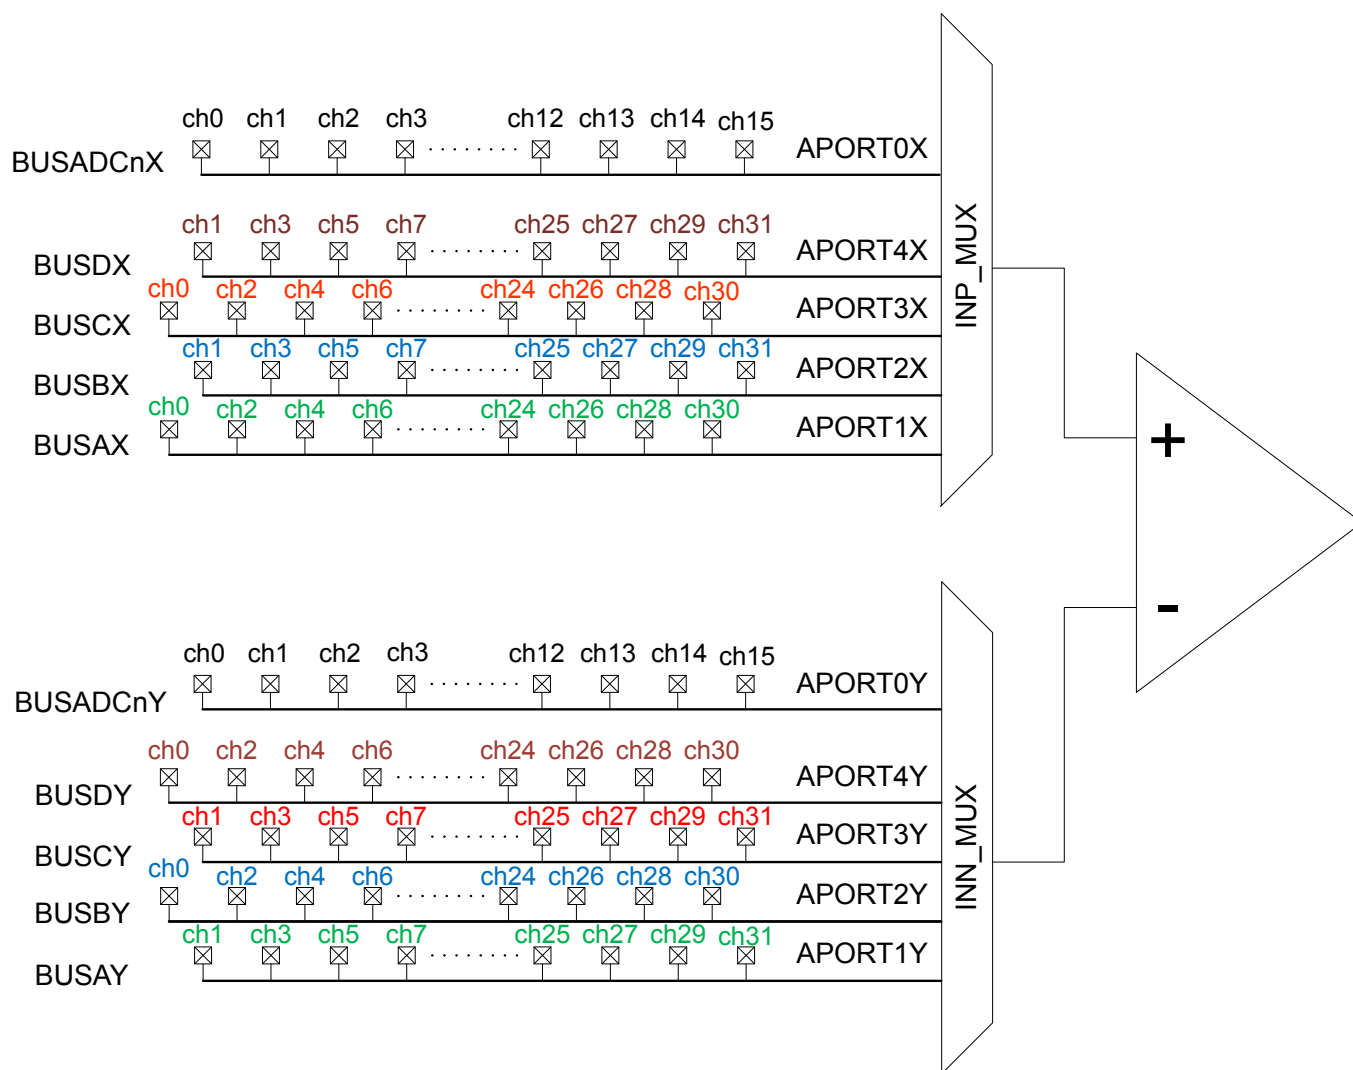 ch0 ch1 ch2 ch3 ........ ch12 ch13 ch14 ch15
BUSADCnX APORT0X
ch1 ch3 ch5 ch7 ........ ch25 ch27 ch29 ch31
BUSDX APORT4X
ch0 ch2 ch4 ch6 ........ ch24 ch26 ch28 ch30
BUSCX APORT3X
ch1 ch3 ch5 ch7 ........ ch25 ch27 ch29 ch31
BUSBX APORT2X
ch0 ch2 ch4 ch6 ........ ch24 ch26 ch28 ch30
BUSAX APORT1X
INP_MUX
+
-
ch0 ch1 ch2 ch3 ........ ch12 ch13 ch14 ch15
BUSADCnY APORT0Y
ch0 ch2 ch4 ch6 ........ ch24 ch26 ch28 ch30
BUSDY APORT4Y
ch1 ch3 ch5 ch7 ........ ch25 ch27 ch29 ch31
BUSCY APORT3Y
ch0 ch2 ch4 ch6 ........ ch24 ch26 ch28 ch30
BUSBY APORT2Y
ch1 ch3 ch5 ch7 ........ ch25 ch27 ch29 ch31
BUSAY APORT1Y
INN_MUX